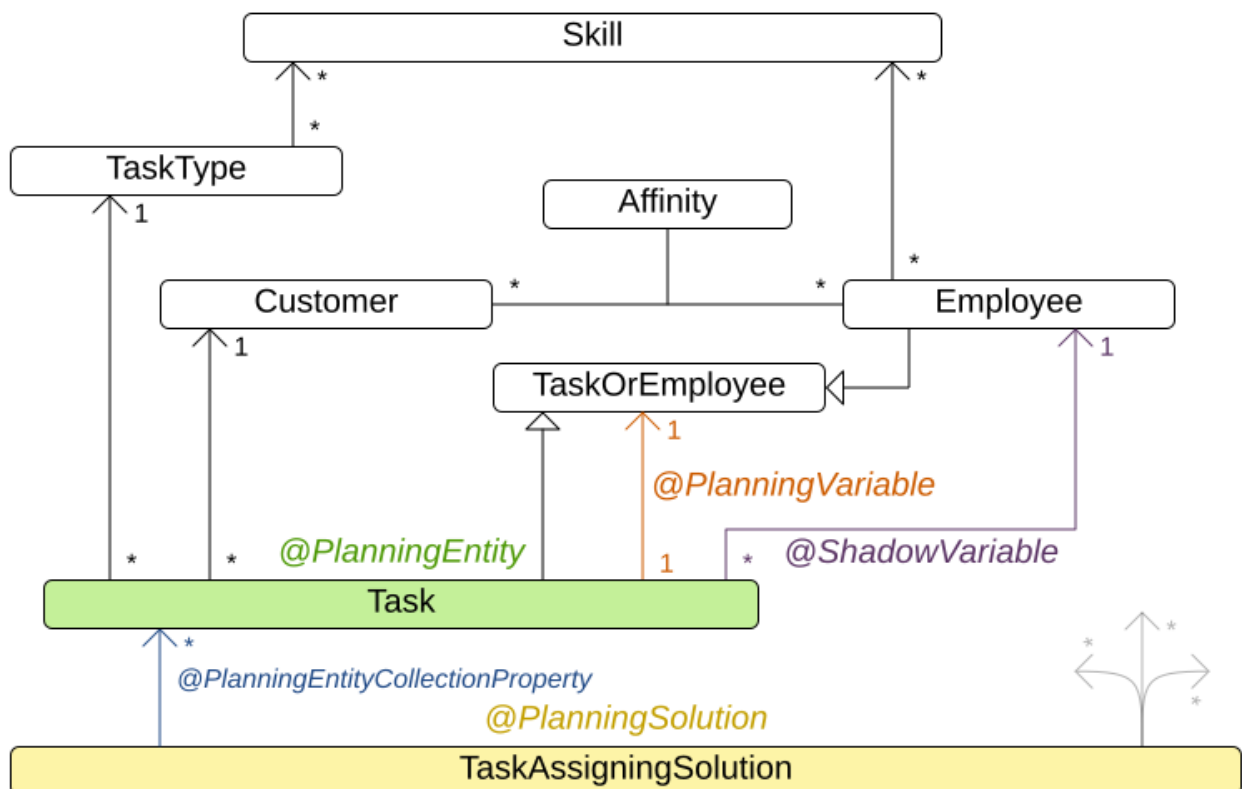 Skill
*
*
*
TaskType
1
Affinity
*
*
*
Customer
Employee
1
1
TaskOrEmployee
1
@PlanningVariable
@PlanningEntity
@ShadowVariable
*
*
1
*
Task
*
@PlanningEntityCollectionProperty
*
*
*
@PlanningSolution
TaskAssigningSolution